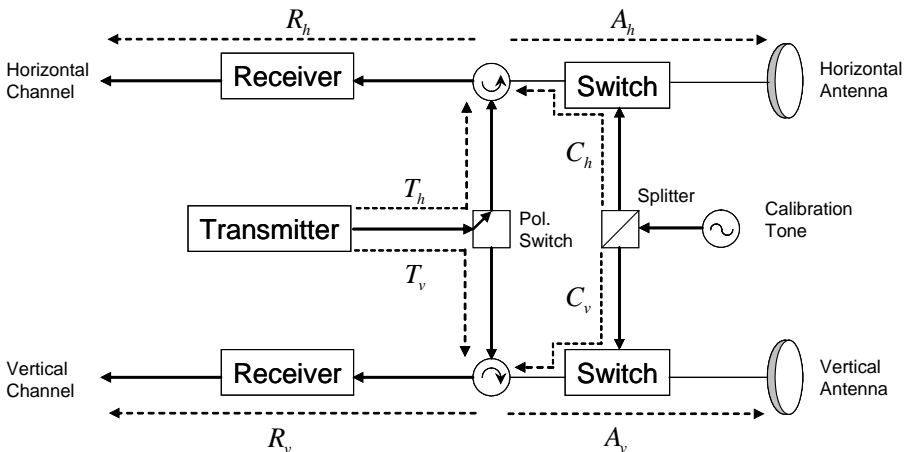 R_h
A_h
Horizontal
Channel
Receiver
Switch
Horizontal
Antenna
C_h
T_h
Splitter
Transmitter
Pol.
Switch
Calibration
Tone
T_v
C_v
Vertical
Channel
Receiver
Switch
Vertical
Antenna
R_v
A_v